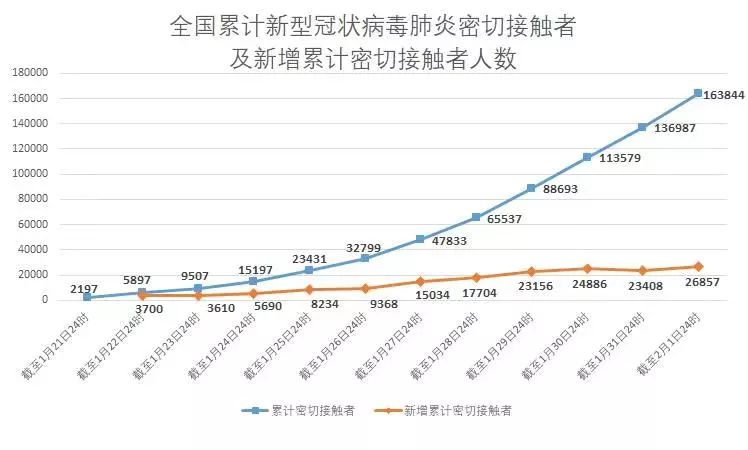 全国累计新型冠状病毒肺炎密切接触者
及新增累计密切接触者人数
180000
160000
140000
120000
100000
80000
60000
40000
20000
0
2197
5897
9507
15197
23431
32799
47833
65537
88693
113579
136987
163844
3700
3610
5690
8234
9368
15034
17704
23156
24886
23408
26857
截至1月21日24时
截至1月22日24时
截至1月23日24时
截至1月24日24时
截至1月25日24时
截至1月26日24时
截至1月27日24时
截至1月28日24时
截至1月29日24时
截至1月30日24时
截至1月31日24时
截至2月1日24时
累计密切接触者
新增累计密切接触者